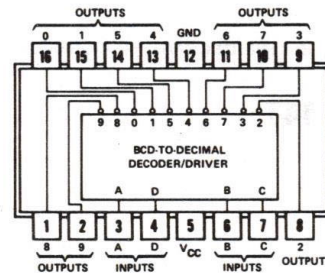 OUTPUTS OUTPUTS
0 1 5 4 GND 6 7 3
16 15 14 13 12 11 10 9
9 8 0 1 5 4 6 7 3 2
BCD-TO-DECIMAL
DECODER/DRIVER
A D B C
1 2 3 4 5 6 7 8
8 9 A D VCC B C 2
OUTPUTS INPUTS INPUTS OUTPUT